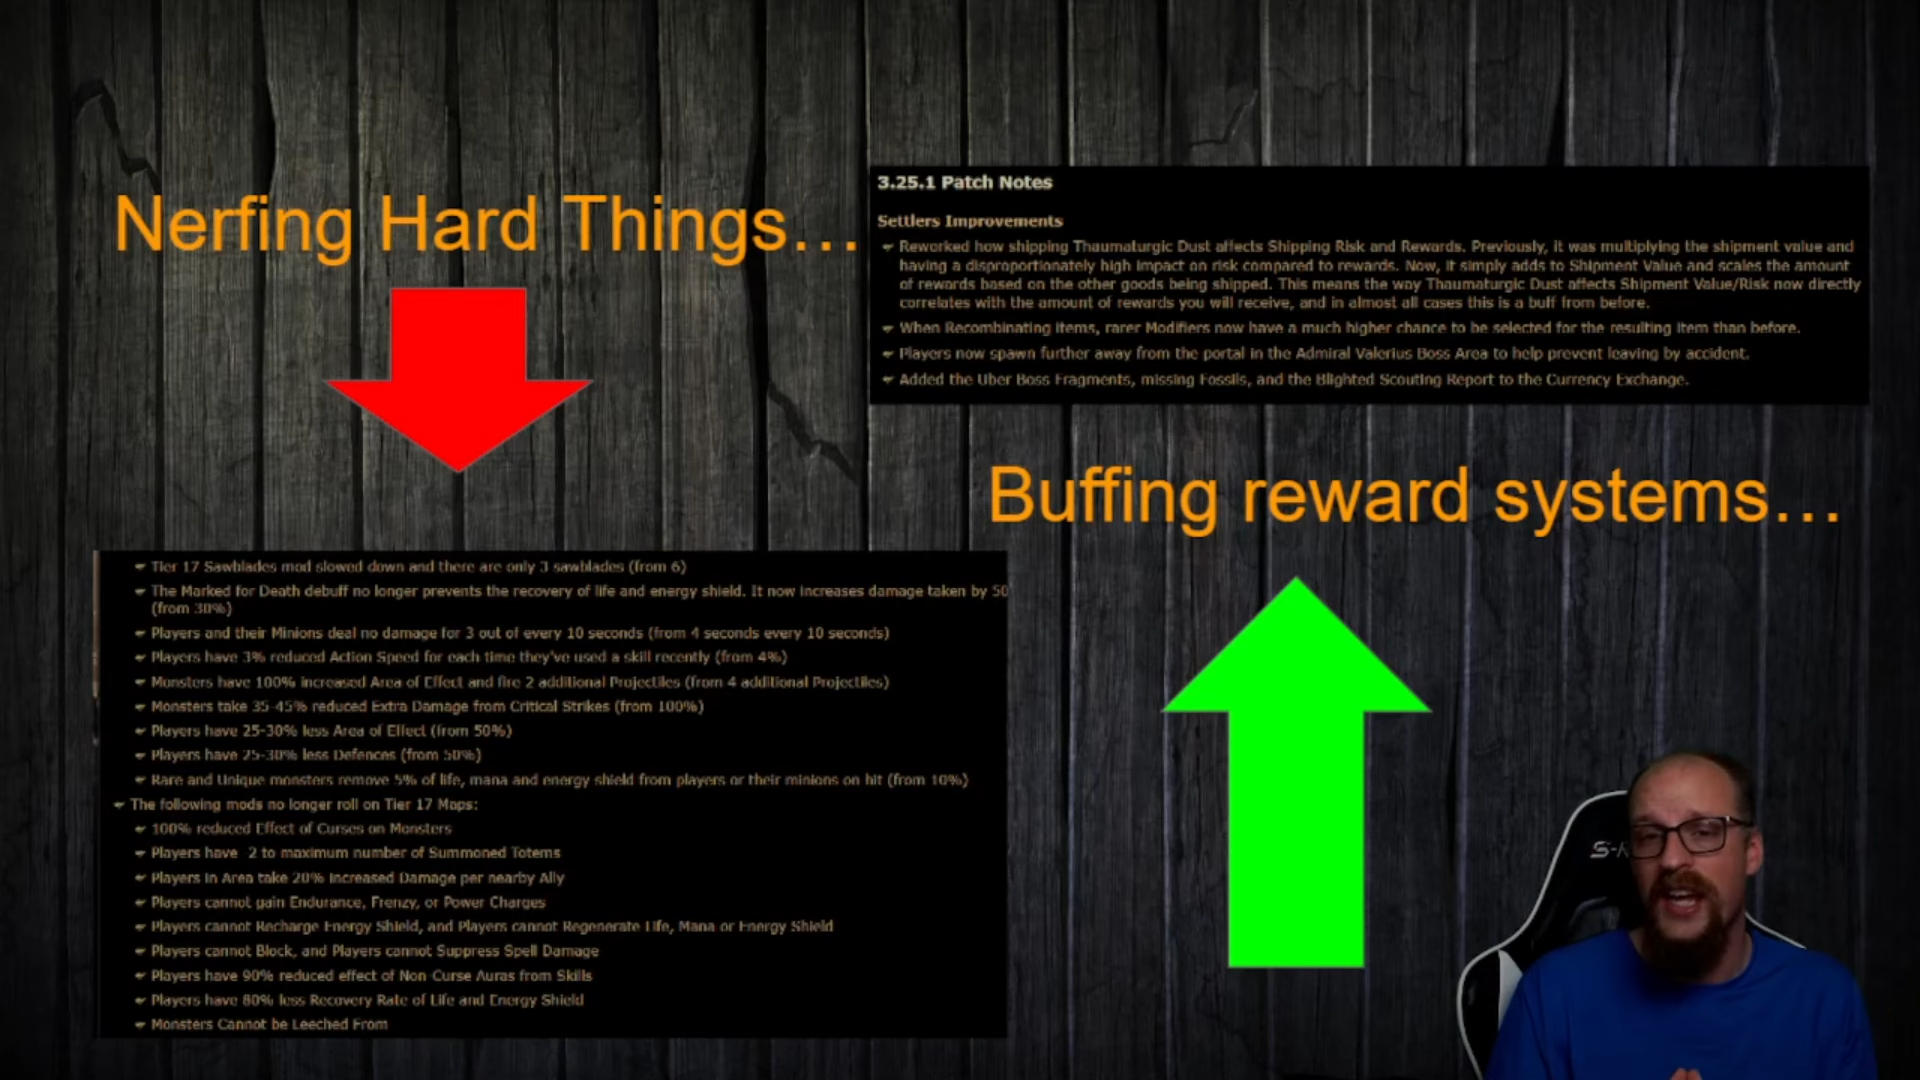 Nerfing Hard Things...
3.25.1 Patch Notes
Settlers Improvements
Reworked how shipping Thaumaturgic Dust affects Shipping Risk and Rewards. Previously, it was multiplying the shipment value and
having a disproportionately high impact on risk compared to rewards. Now, it simply adds to Shipment Value and scales the amount
of rewards based on the other goods being shipped. This means the way Thaumaturgic Dust affects Shipment Value/Risk now directly
correlates with the amount of rewards you will receive, and in almost all cases this is a buff from before.
When Recombinating items, rarer Modifiers now have a much higher chance to be selected for the resulting item than before.
Players now spawn further away from the portal in the Admiral Valerius Boss Area to help prevent leaving by accident.
Added the Uber Boss Fragments, missing Fossils, and the Blighted Scouting Report to the Currency Exchange.
Buffing reward systems...
Tier 17 Sawblades mod slowed down and there are only 3 sawblades (from 6)
The Marked for Death debuff no longer prevents the recovery of life and energy shield. It now increases damage taken by 50
(from 30%)
Players and their Minions deal no damage for 3 out of every 10 seconds (from 4 seconds every 10 seconds)
Players have 3% reduced Action Speed for each time they've used a skill recently (from 4%)
Monsters have 100% increased Area of Effect and fire 2 additional Projectiles (from 4 additional Projectiles)
Monsters take 35-45% reduced Extra Damage from Critical Strikes (from 100%)
Players have 25-30% less Area of Effect (from 50%)
Players have 25-30% less Defences (from 50%)
Rare and Unique monsters remove 5% of life, mana and energy shield from players or their minions on hit (from 10%)
The following mods no longer roll on Tier 17 Maps:
100% reduced Effect of Curses on Monsters
Players have 2 to maximum number of Summoned Totems
Players in Area take 20% increased Damage per nearby Ally
Players cannot gain Endurance, Frenzy, or Power Charges
Players cannot Recharge Energy Shield, and Players cannot Regenerate Life, Mana or Energy Shield
Players cannot Block, and Players cannot Suppress Spell Damage
Players have 90% reduced effect of Non-Curse Auras from Skills
Players have 80% less Recovery Rate of Life and Energy Shield
Monsters Cannot be Leeched From